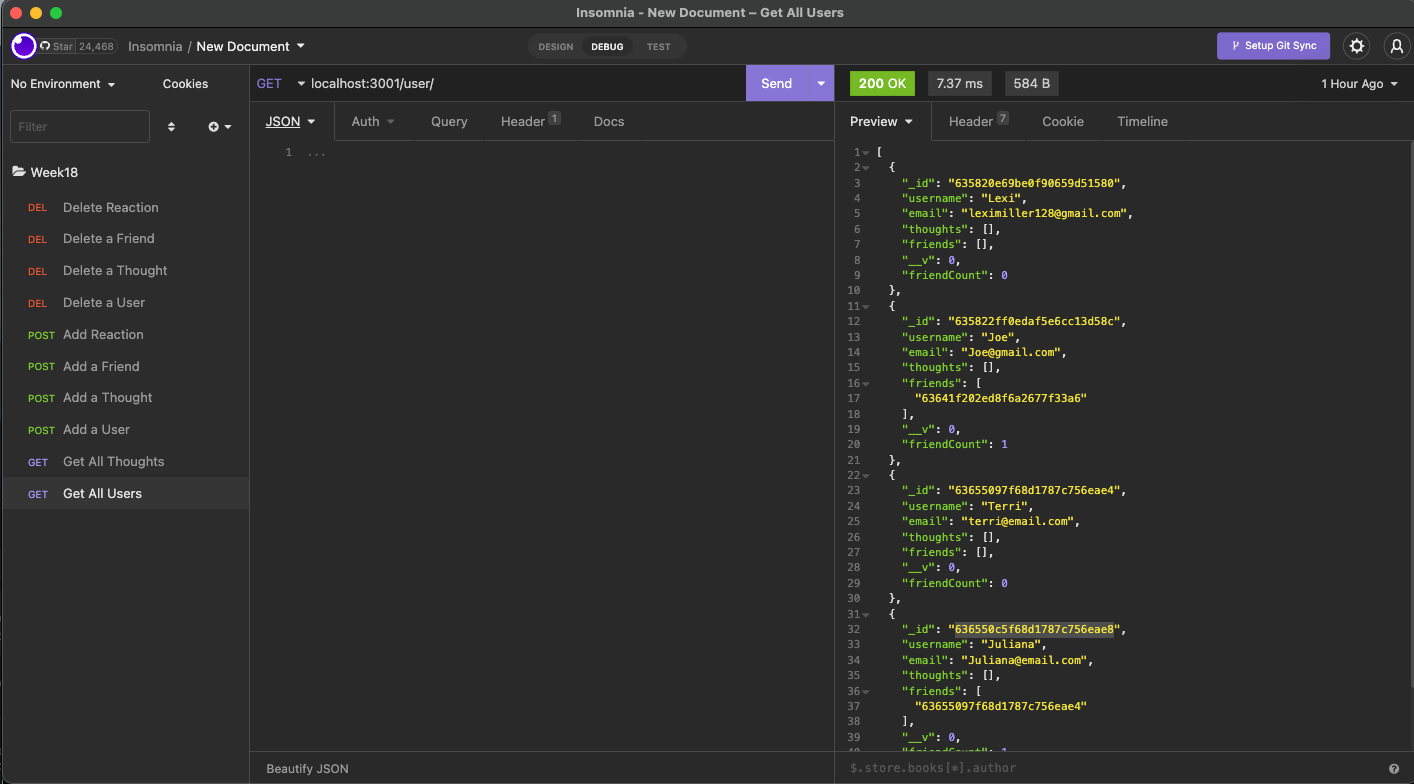 Insomnia - New Document – Get All Users
Star 24,468 Insomnia / New Document DESIGN DEBUG TEST Setup Git Sync
No Environment Cookies
Filter
Week18
DEL Delete Reaction
DEL Delete a Friend
DEL Delete a Thought
DEL Delete a User
POST Add Reaction
POST Add a Friend
POST Add a Thought
POST Add a User
GET Get All Thoughts
GET Get All Users
GET localhost:3001/user/ Send
JSON Auth Query Header 1 Docs
1 ...
Beautify JSON
200 OK 7.37 ms 584 B 1 Hour Ago
Preview Header 7 Cookie Timeline
1 [
2 {
3 "_id": "635820e69be0f90659d51580",
4 "username": "Lexi",
5 "email": "leximiller128@gmail.com",
6 "thoughts": [],
7 "friends": [],
8 "__v": 0,
9 "friendCount": 0
10 },
11 {
12 "_id": "635822ff0edaf5e6cc13d58c",
13 "username": "Joe",
14 "email": "Joe@gmail.com",
15 "thoughts": [],
16 "friends": [
17 "63641f202ed8f6a2677f33a6"
18 ],
19 "__v": 0,
20 "friendCount": 1
21 },
22 {
23 "_id": "63655097f68d1787c756eae4",
24 "username": "Terri",
25 "email": "terri@email.com",
26 "thoughts": [],
27 "friends": [],
28 "__v": 0,
29 "friendCount": 0
30 },
31 {
32 "_id": "636550c5f68d1787c756eae8",
33 "username": "Juliana",
34 "email": "Juliana@email.com",
35 "thoughts": [],
36 "friends": [
37 "63655097f68d1787c756eae4"
38 ],
39 "__v": 0,
40 "friendCount": 1
$.store.books[*].author